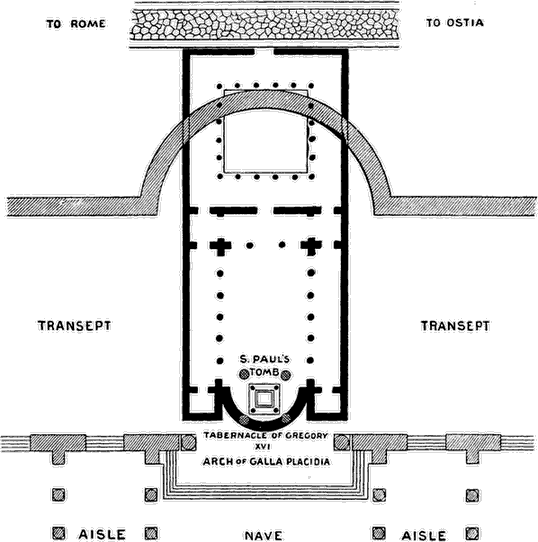 TO ROME
TO OSTIA
TRANSEPT
TRANSEPT
S. PAUL'S
TOMB
TABERNACLE OF GREGORY
XVI
ARCH OF GALLA PLACIDIA
AISLE
NAVE
AISLE